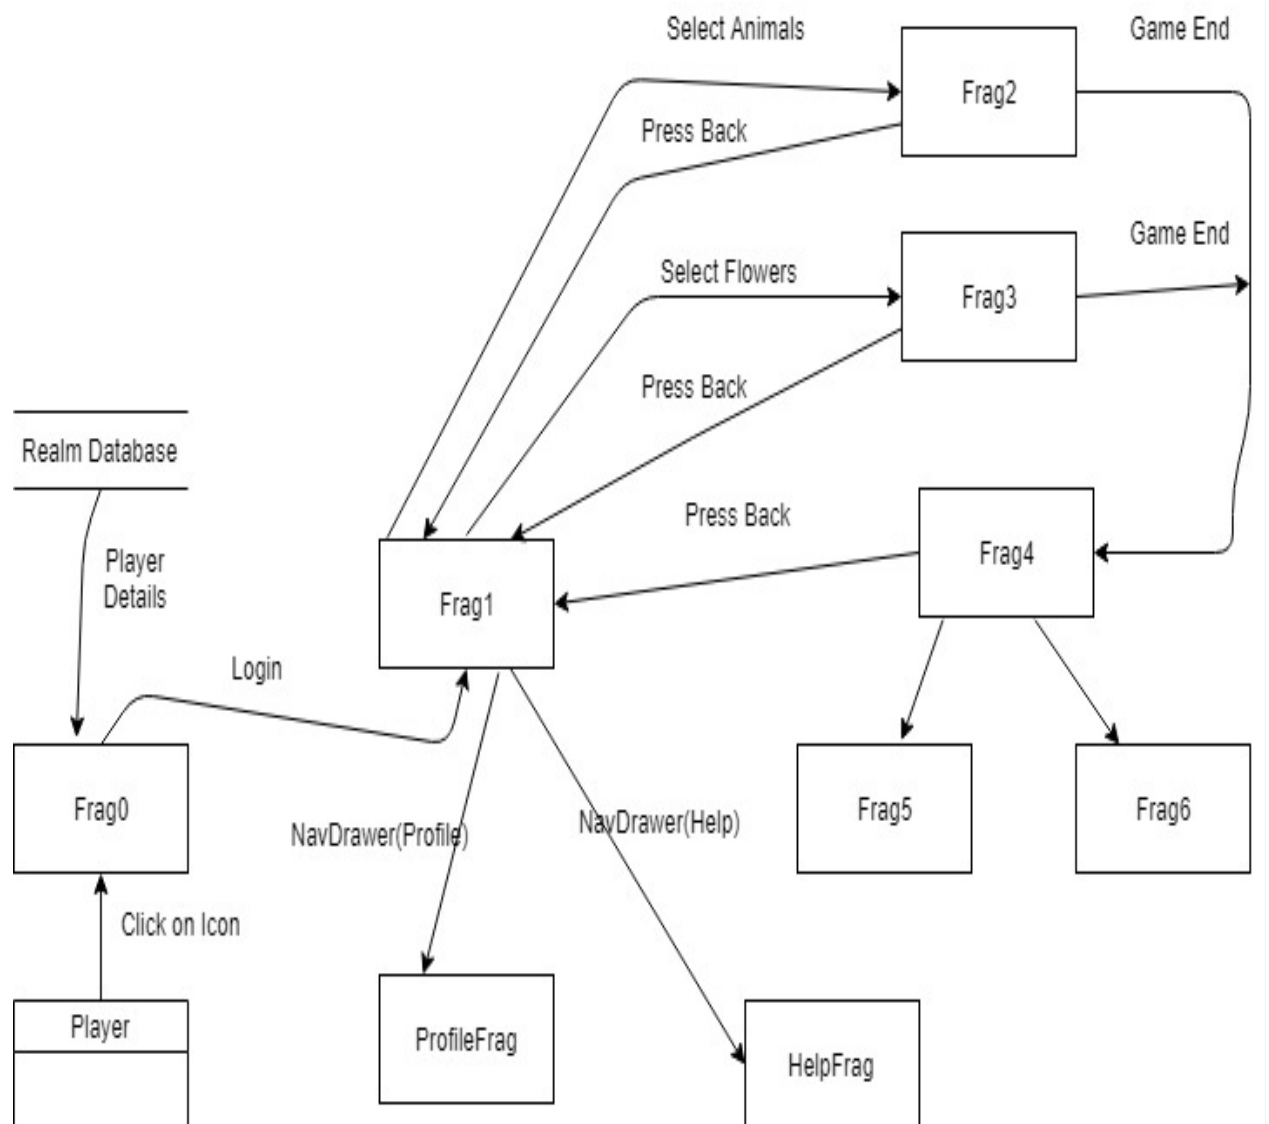 Select Animals
Game End
Frag2
Press Back
Game End
Select Flowers
Frag3
Press Back
Realm Database
Press Back
Frag4
Player
Details
Frag1
Login
Frag0
Frag5
Frag6
NavDrawer(Profile)
NavDrawer(Help)
Click on Icon
Player
ProfileFrag
HelpFrag